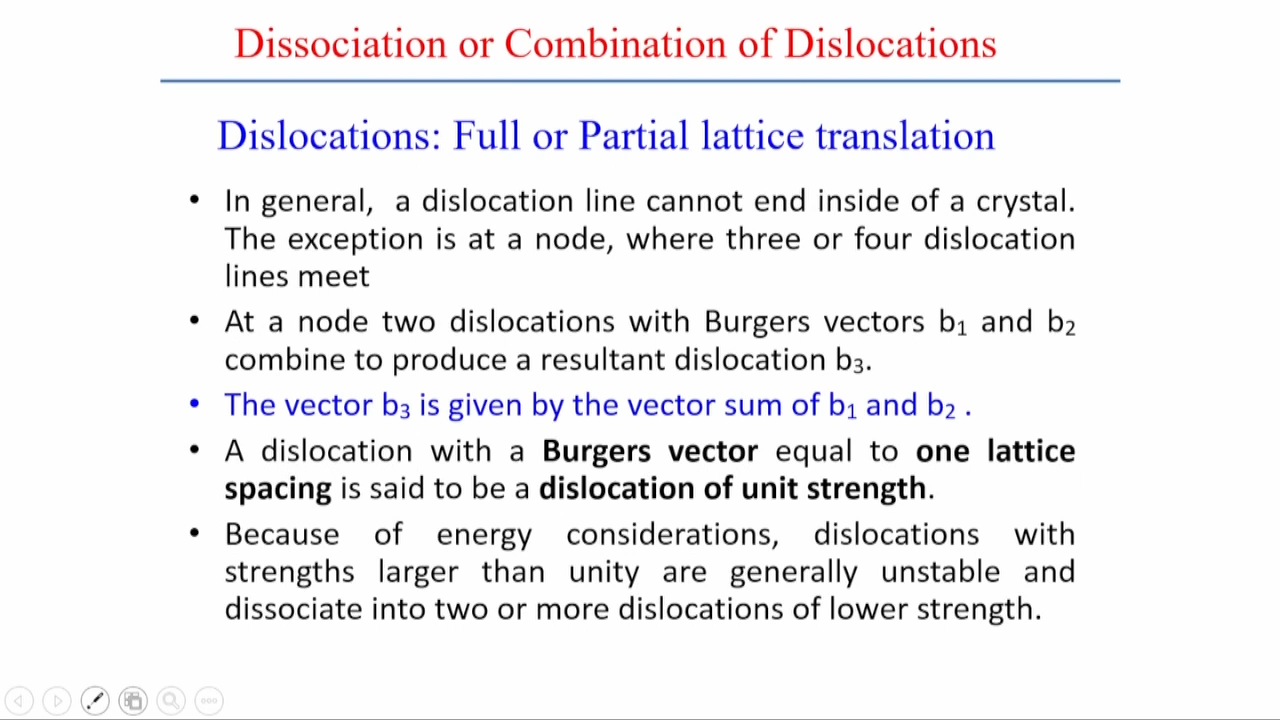 Dissociation or Combination of Dislocations
Dislocations: Full or Partial lattice translation
• In general, a dislocation line cannot end inside of a crystal.
The exception is at a node, where three or four dislocation
lines meet
• At a node two dislocations with Burgers vectors b₁ and b₂
combine to produce a resultant dislocation b₃.
• The vector b₃ is given by the vector sum of b₁ and b₂ .
• A dislocation with a Burgers vector equal to one lattice
spacing is said to be a dislocation of unit strength.
• Because of energy considerations, dislocations with
strengths larger than unity are generally unstable and
dissociate into two or more dislocations of lower strength.